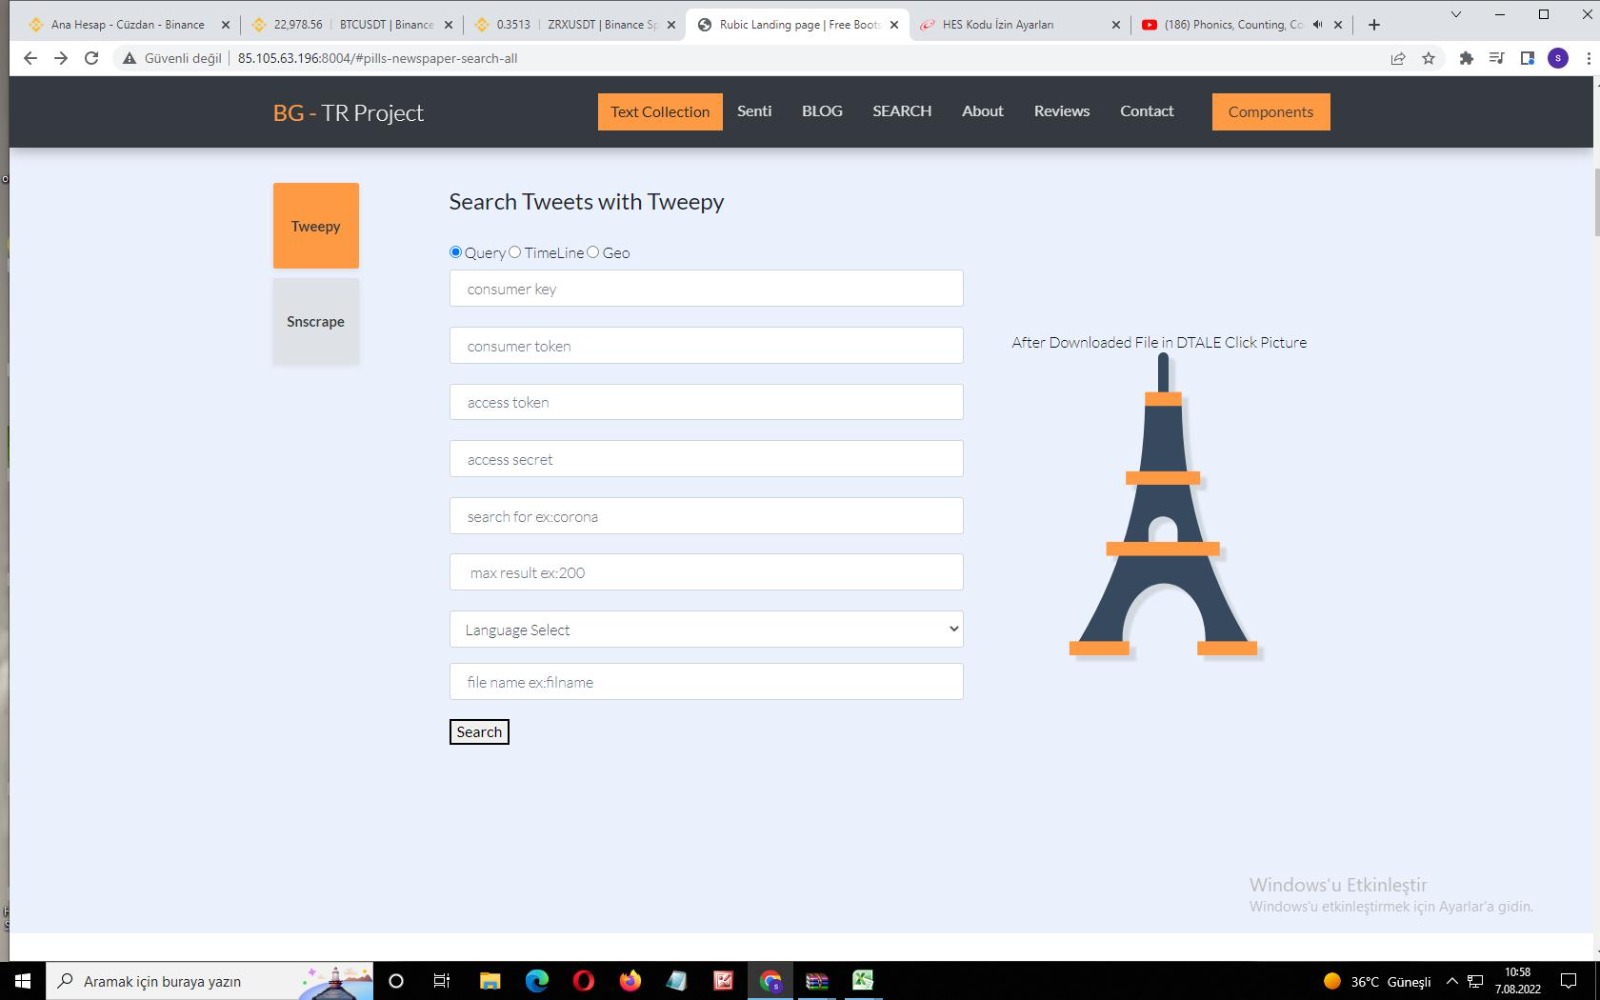 Ana Hesap - Cüzdan - Binance
22,978.56 | BTCUSDT | Binance
0.3513 | ZRXUSDT | Binance Sp
Rubic Landing page | Free Boots
HES Kodu İzin Ayarları
(186) Phonics, Counting, Co
Güvenli değil | 85.105.63.196:8004/#pills-newspaper-search-all
S
BG - TR Project
Text Collection
Senti
BLOG
SEARCH
About
Reviews
Contact
Components
Tweepy
Snscrape
Search Tweets with Tweepy
Query TimeLine Geo
consumer key
consumer token
access token
access secret
search for ex:corona
max result ex:200
Language Select
file name ex:filname
Search
After Downloaded File in DTALE Click Picture
Windows'u Etkinleştir
Windows'u etkinleştirmek için Ayarlar'a gidin.
Aramak için buraya yazın
36°C Güneşli
10:58
7.08.2022